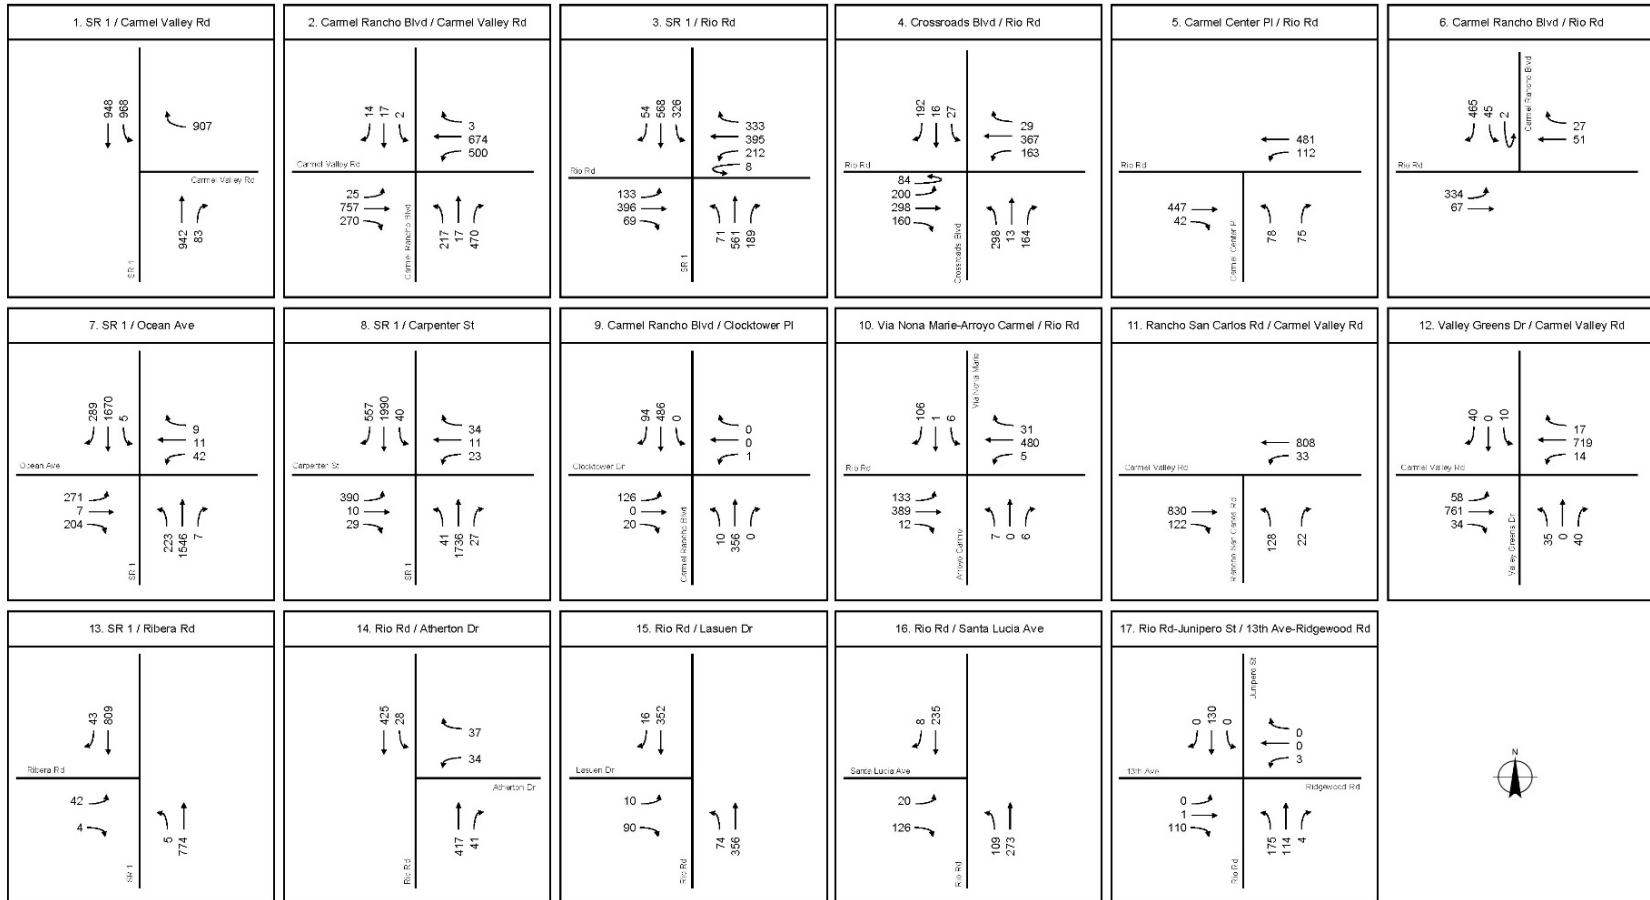 1. SR 1 / Carmel Valley Rd
948
968
907
Carmel Valley Rd
942
83
SR 1
2. Carmel Rancho Blvd / Carmel Valley Rd
14
17
2
3
674
500
Carmel Valley Rd
25
757
270
217
17
470
Carmel Rancho Blvd
3. SR 1 / Rio Rd
54
568
326
333
395
212
8
Rio Rd
133
396
69
71
561
189
SR 1
4. Crossroads Blvd / Rio Rd
192
16
27
29
367
163
Rio Rd
84
200
298
160
298
13
164
Crossroads Blvd
5. Carmel Center Pl / Rio Rd
481
112
Rio Rd
447
42
78
75
Carmel Center Pl
6. Carmel Rancho Blvd / Rio Rd
465
45
2
Carmel Rancho Blvd
27
51
Rio Rd
334
67
7. SR 1 / Ocean Ave
289
1670
5
9
11
42
Ocean Ave
271
7
204
223
1546
7
SR 1
8. SR 1 / Carpenter St
557
1990
40
34
11
23
Carpenter St
390
10
29
41
1736
27
SR 1
9. Carmel Rancho Blvd / Clocktower Pl
94
486
0
0
0
1
Clocktower Dr
126
0
20
10
356
0
Carmel Rancho Blvd
10. Via Nona Marie-Arroyo Carmel / Rio Rd
106
1
6
Via Nona Marie
31
480
5
Rio Rd
133
389
12
7
0
6
Arroyo Carmel
11. Rancho San Carlos Rd / Carmel Valley Rd
808
33
Carmel Valley Rd
830
122
128
22
Rancho San Carlos Rd
12. Valley Greens Dr / Carmel Valley Rd
40
0
10
17
719
14
Carmel Valley Rd
58
761
34
35
0
40
Valley Greens Dr
13. SR 1 / Ribera Rd
43
809
Ribera Rd
42
4
5
774
SR 1
14. Rio Rd / Atherton Dr
425
28
37
34
Atherton Dr
417
41
Rio Rd
15. Rio Rd / Lasuen Dr
16
352
Lasuen Dr
10
90
74
356
Rio Rd
16. Rio Rd / Santa Lucia Ave
8
235
Santa Lucia Ave
20
126
109
273
Rio Rd
17. Rio Rd-Junipero St / 13th Ave-Ridgewood Rd
0
130
0
Junipero St
0
0
3
13th Ave
Ridgewood Rd
0
1
110
175
114
4
Rio Rd
N